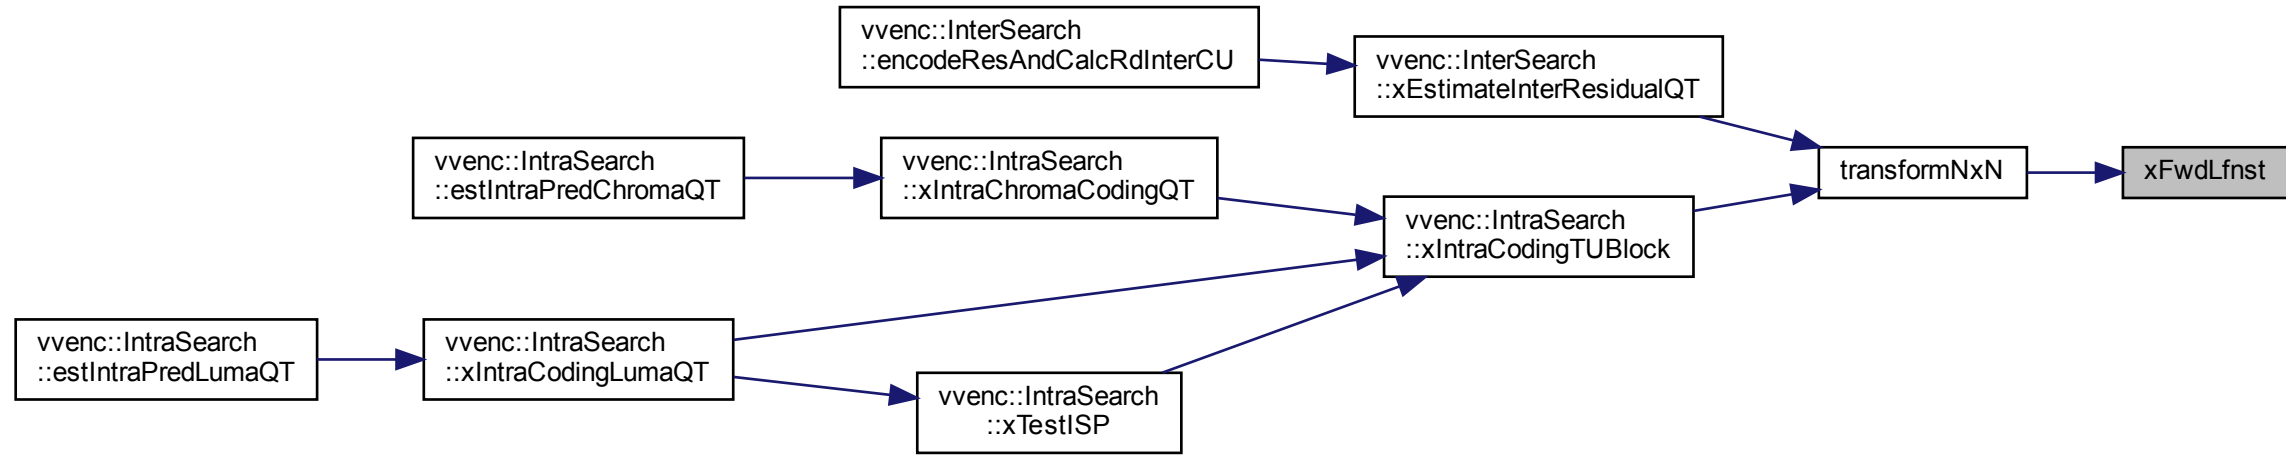 vvenc::InterSearch
::encodeResAndCalcRdInterCU
vvenc::InterSearch
::xEstimateInterResidualQT
vvenc::IntraSearch
::estIntraPredChromaQT
vvenc::IntraSearch
::xIntraChromaCodingQT
transformNxN
xFwdLfnst
vvenc::IntraSearch
::xIntraCodingTUBlock
vvenc::IntraSearch
::estIntraPredLumaQT
vvenc::IntraSearch
::xIntraCodingLumaQT
vvenc::IntraSearch
::xTestISP